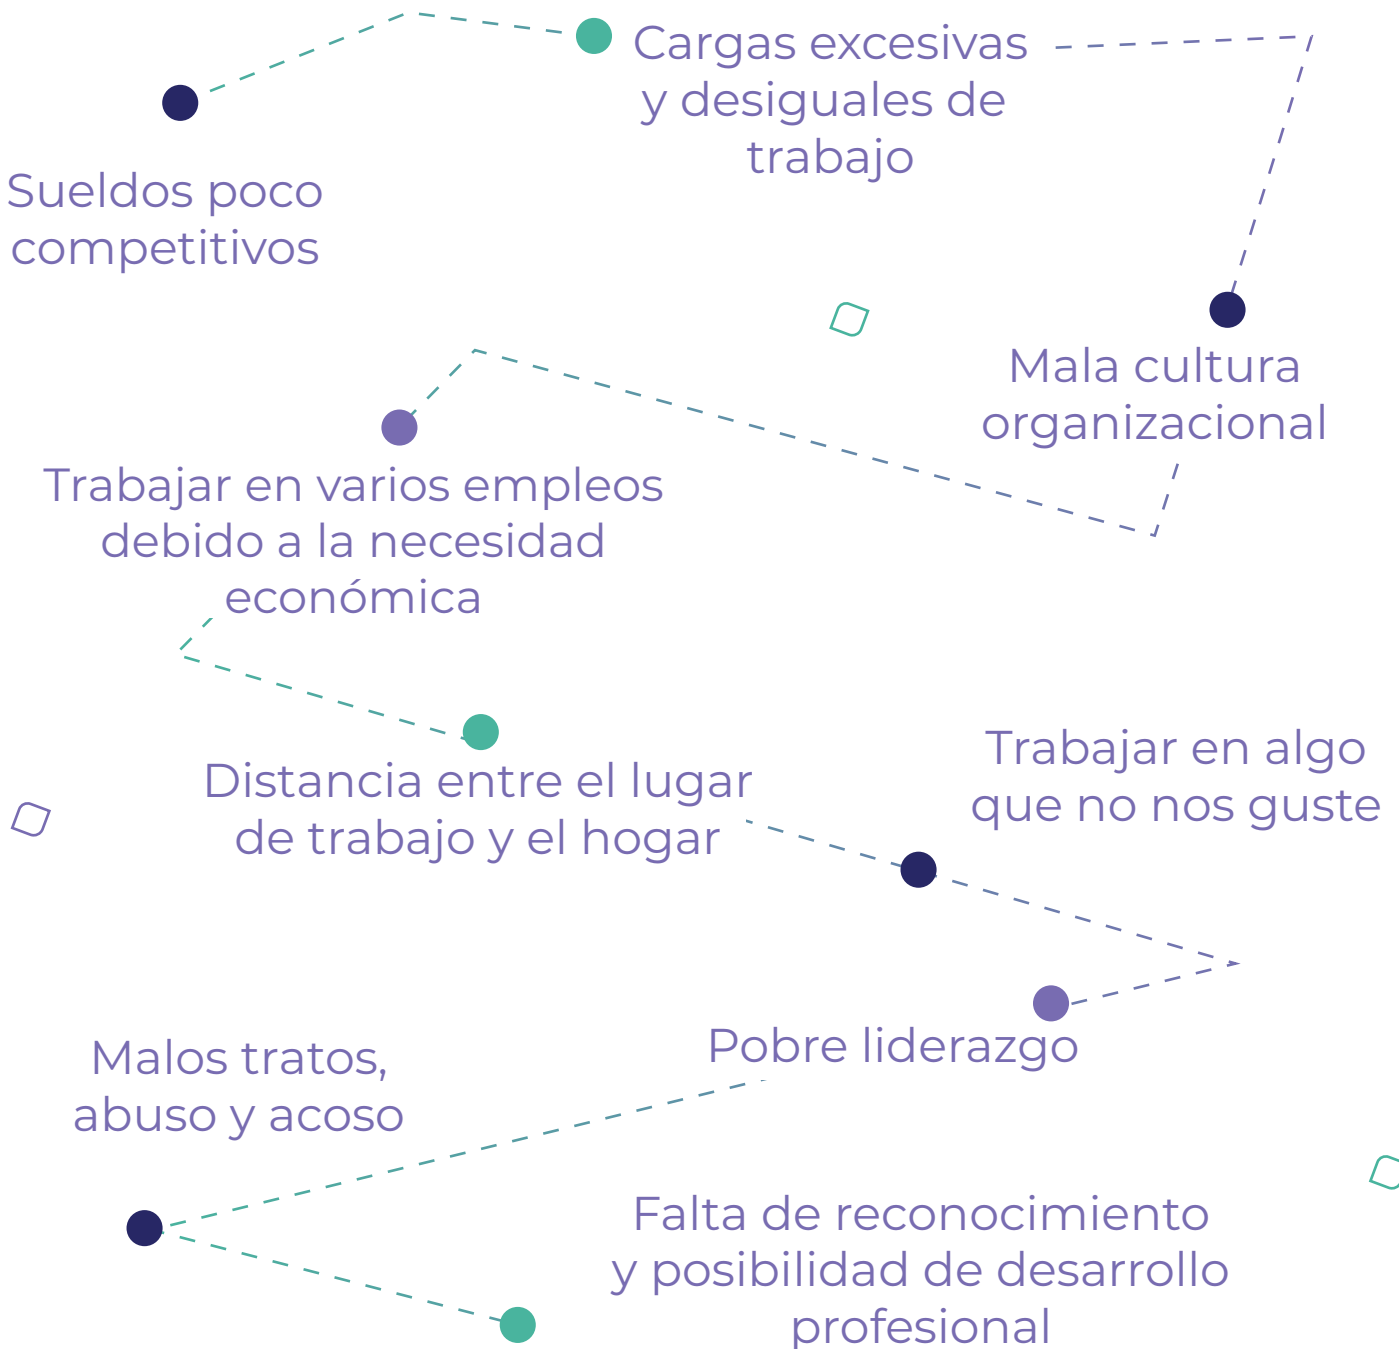 Sueldos poco
competitivos
Cargas excesivas
y desiguales de
trabajo
Mala cultura
organizacional
Trabajar en varios empleos
debido a la necesidad
económica
Distancia entre el lugar
de trabajo y el hogar
Trabajar en algo
que no nos guste
Pobre liderazgo
Malos tratos,
abuso y acoso
Falta de reconocimiento
y posibilidad de desarrollo
profesional